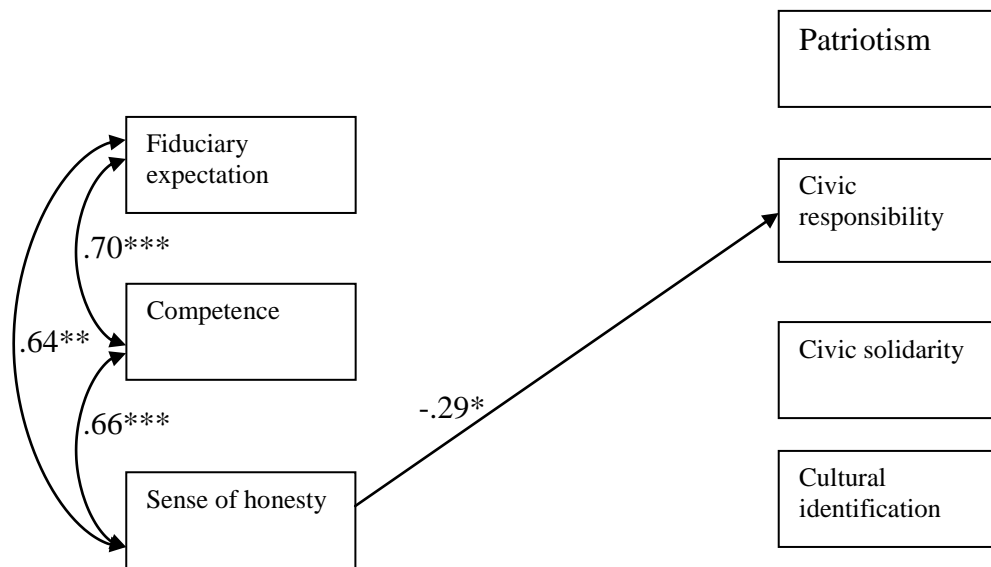 Patriotism
Fiduciary
expectation
Civic
responsibility
.70***
Competence
.64**
Civic solidarity
.66***
-.29*
Sense of honesty
Cultural
identification